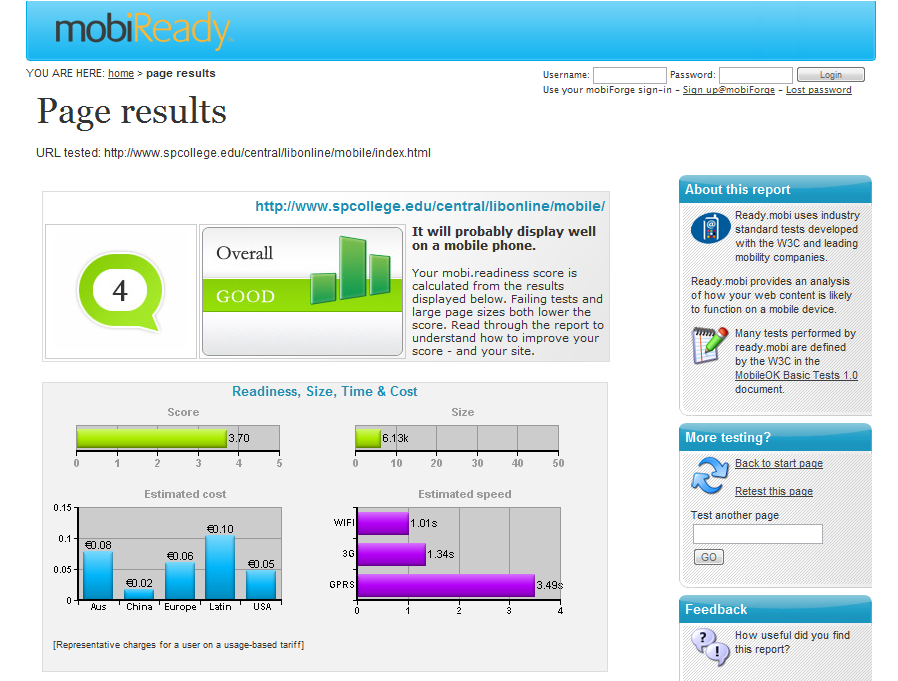 mobiReady
YOU ARE HERE: home > page results
Username: Password: Login
Use your mobiForge sign-in - Sign up@mobiForge - Lost password
Page results
URL tested: http://www.spcollege.edu/central/libonline/mobile/index.html
http://www.spcollege.edu/central/libonline/mobile/
4
Overall
GOOD
It will probably display well
on a mobile phone.
Your mobi.readiness score is
calculated from the results
displayed below. Failing tests and
large page sizes both lower the
score. Read through the report to
understand how to improve your
score - and your site.
Readiness, Size, Time & Cost
Score
3.70
0 1 2 3 4 5
Size
6.13k
0 10 20 30 40 50
Estimated cost
0.15
0.1
0.05
0
€0.08 €0.02 €0.06 €0.10 €0.05
Aus China Europe Latin USA
Estimated speed
WIFI 1.01s
3G 1.34s
GPRS 3.49s
0 1 2 3 4
[Representative charges for a user on a usage-based tariff]
About this report
Ready.mobi uses industry
standard tests developed
with the W3C and leading
mobility companies.
Ready.mobi provides an analysis
of how your web content is likely
to function on a mobile device.
Many tests performed by
ready.mobi are defined
by the W3C in the
MobileOK Basic Tests 1.0
document.
More testing?
Back to start page
Retest this page
Test another page
GO
Feedback
? !
How useful did you find
this report?